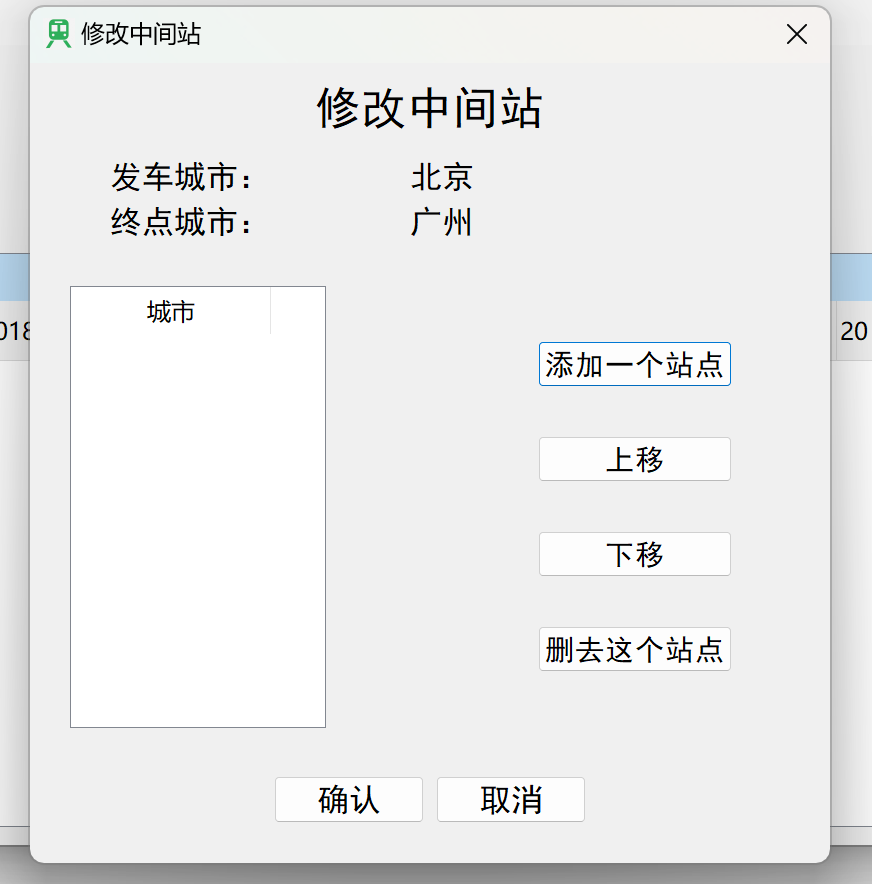 修改中间站
修改中间站
发车城市： 北京
终点城市： 广州
城市
018
20
添加一个站点
上移
下移
删去这个站点
确认 取消